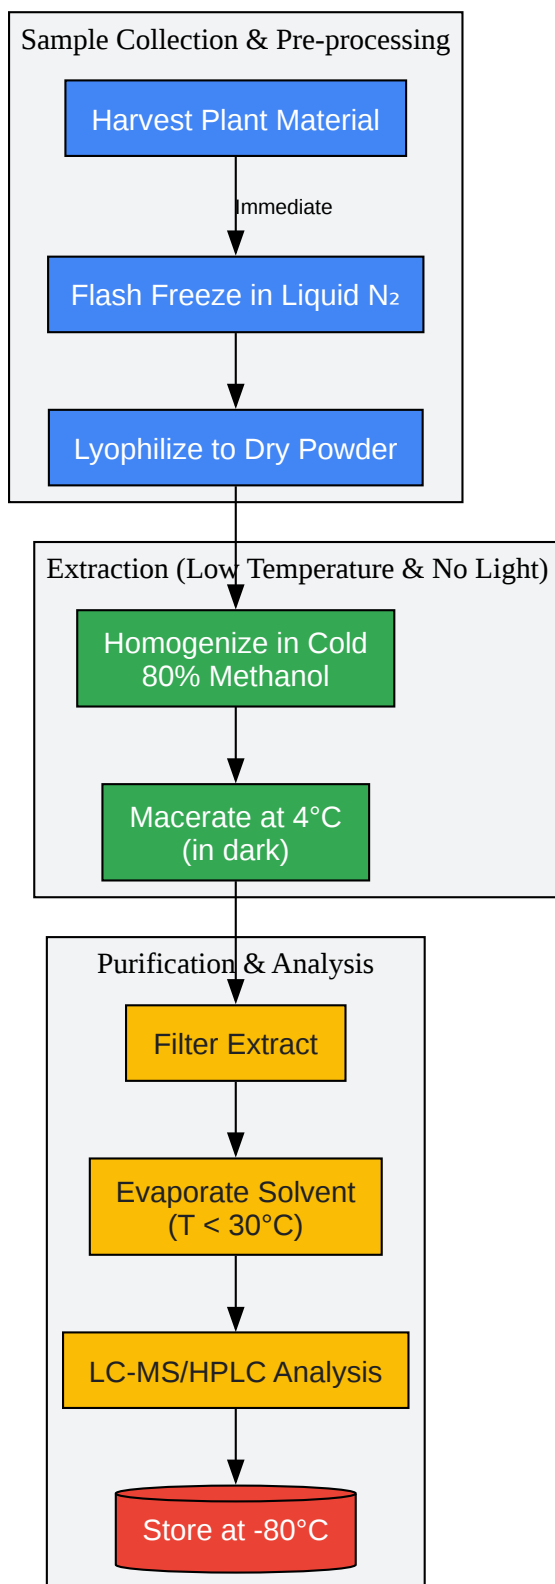 Sample Collection & Pre-processing
Harvest Plant Material
Immediate
Flash Freeze in Liquid N₂
Lyophilize to Dry Powder
Extraction (Low Temperature & No Light)
Homogenize in Cold
80% Methanol
Macerate at 4°C
(in dark)
Purification & Analysis
Filter Extract
Evaporate Solvent
(T < 30°C)
LC-MS/HPLC Analysis
Store at -80°C